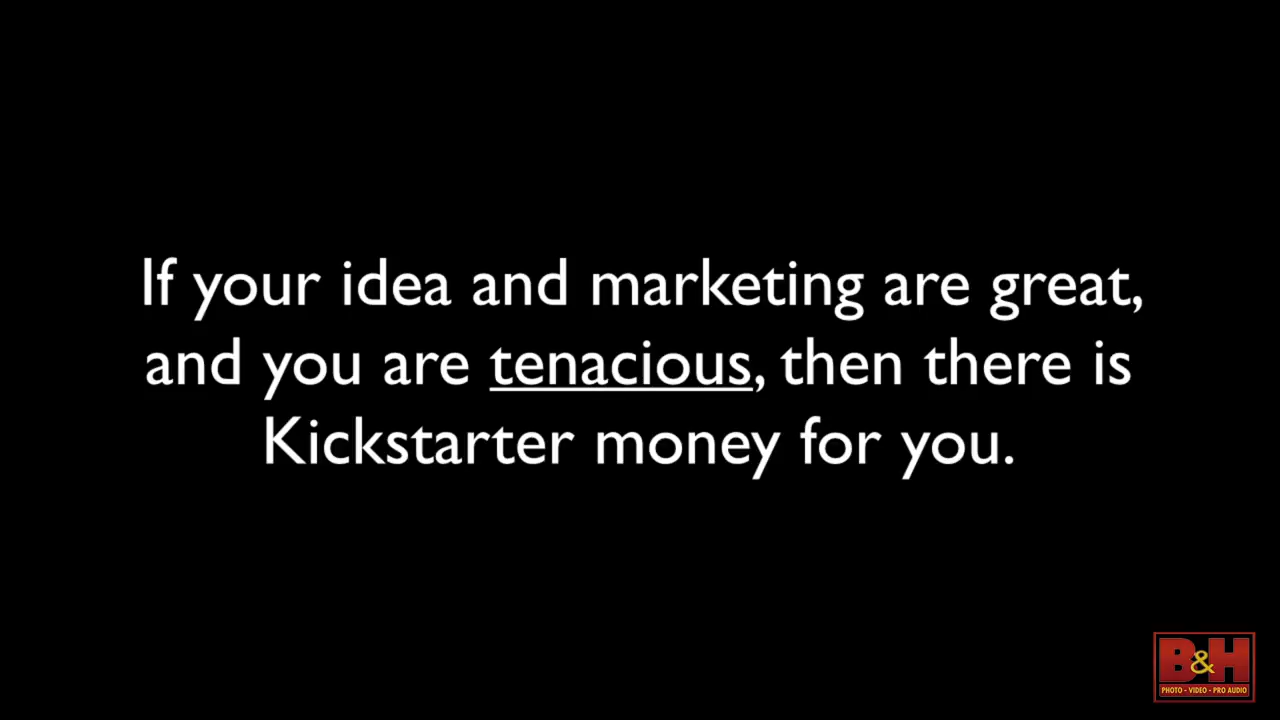 If your idea and marketing are great,
and you are tenacious, then there is
Kickstarter money for you.
B&H
PHOTO - VIDEO - PRO AUDIO